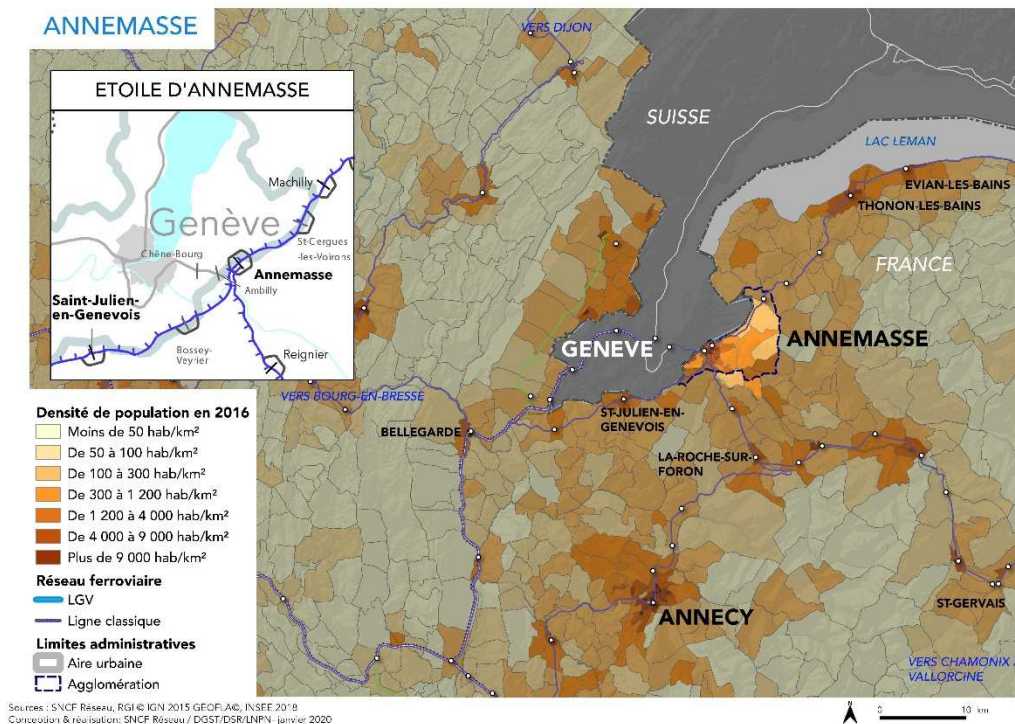 ANNEMASSE
VERS DIJON
ETOILE D'ANNEMASSE
SUISSE
LAC LEMAN
Machilly
EVIAN-LES-BAINS
THONON-LES-BAINS
Genève
St-Cergues
-les-Voirons
Chêne-Bourg
Annemasse
FRANCE
Ambilly
Saint-Julien-
en-Genevois
Bossey-
Veyrier
Reignier
GENEVE
ANNEMASSE
VERS BOURG-EN-BRESSE
ST-JULIEN-EN-
GENEVOIS
BELLEGARDE
LA-ROCHE-SUR-
FORON
Densité de population en 2016
Moins de 50 hab/km²
De 50 à 100 hab/km²
De 100 à 300 hab/km²
De 300 à 1 200 hab/km²
De 1 200 à 4 000 hab/km²
De 4 000 à 9 000 hab/km²
Plus de 9 000 hab/km²
Réseau ferroviaire
LGV
Ligne classique
Limites administratives
Aire urbaine
Agglomération
ANNECY
ST-GERVAIS
VERS CHAMONIX /
VALLORCINE
Sources : SNCF Réseau, RGI © IGN 2015 GEOFLA©, INSEE 2018
Conception & réalisation: SNCF Réseau / DGST/DSR/LNPN- janvier 2020
N
0 10 km